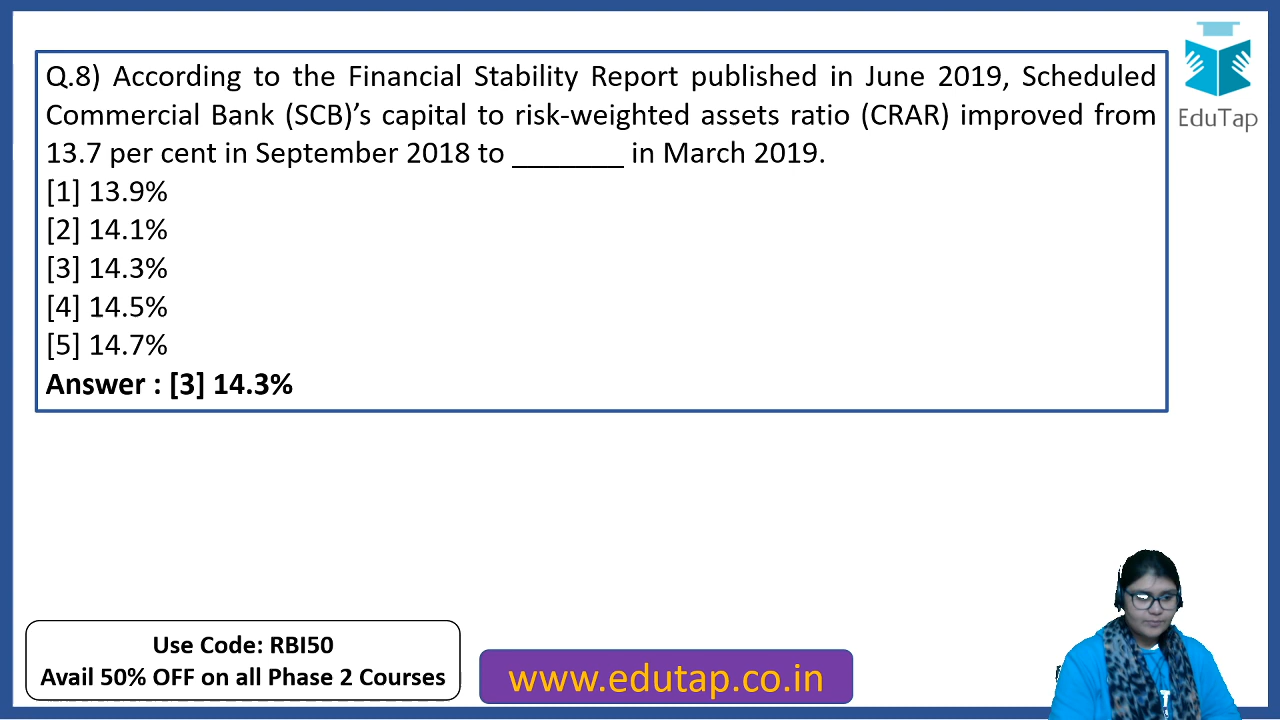 Q.8) According to the Financial Stability Report published in June 2019, Scheduled
Commercial Bank (SCB)’s capital to risk-weighted assets ratio (CRAR) improved from
13.7 per cent in September 2018 to _______ in March 2019.
[1] 13.9%
[2] 14.1%
[3] 14.3%
[4] 14.5%
[5] 14.7%
Answer : [3] 14.3%
EduTap
Use Code: RBI50
Avail 50% OFF on all Phase 2 Courses
www.edutap.co.in